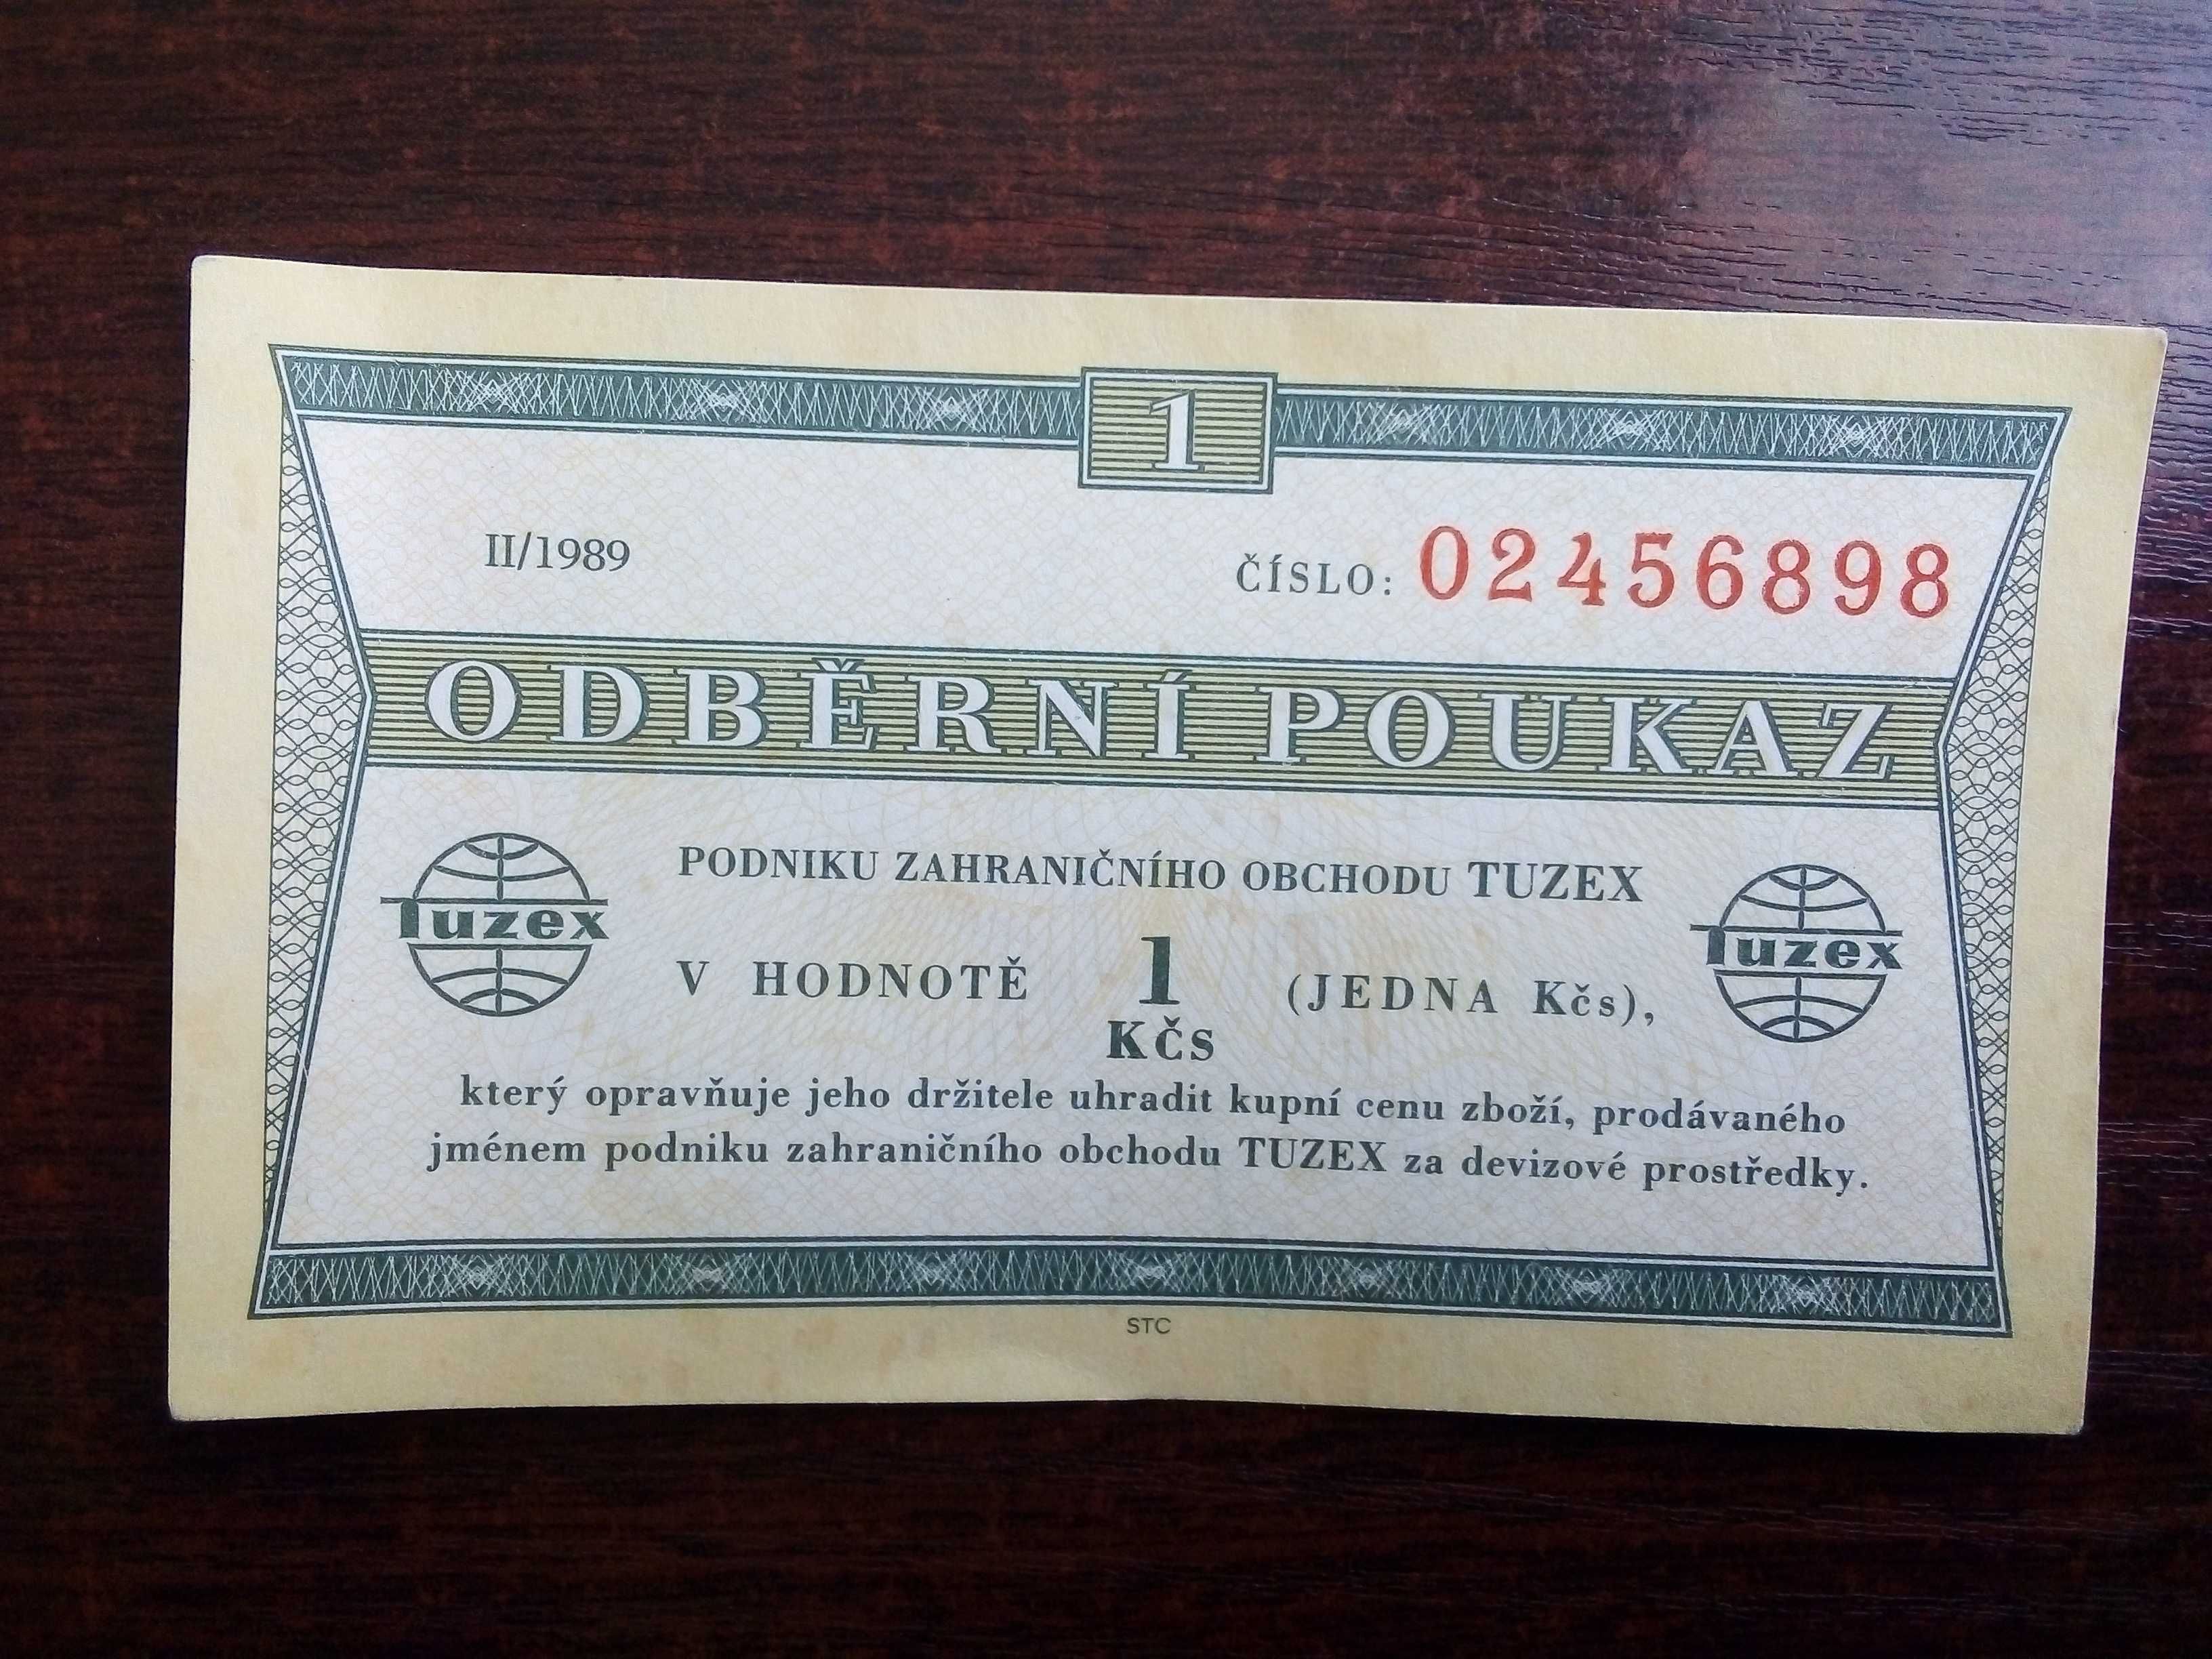 1
II/1989
ČÍSLO: 02456898
ODBĚRNÍ POUKAZ
PODNIKU ZAHRANIČNÍHO OBCHODU TUZEX
Tuzex
V HODNOTĚ 1 (JEDNA Kčs),
Kčs
Tuzex
který opravňuje jeho držitele uhradit kupní cenu zboží, prodávaného
jménem podniku zahraničního obchodu TUZEX za devizové prostředky.
STC